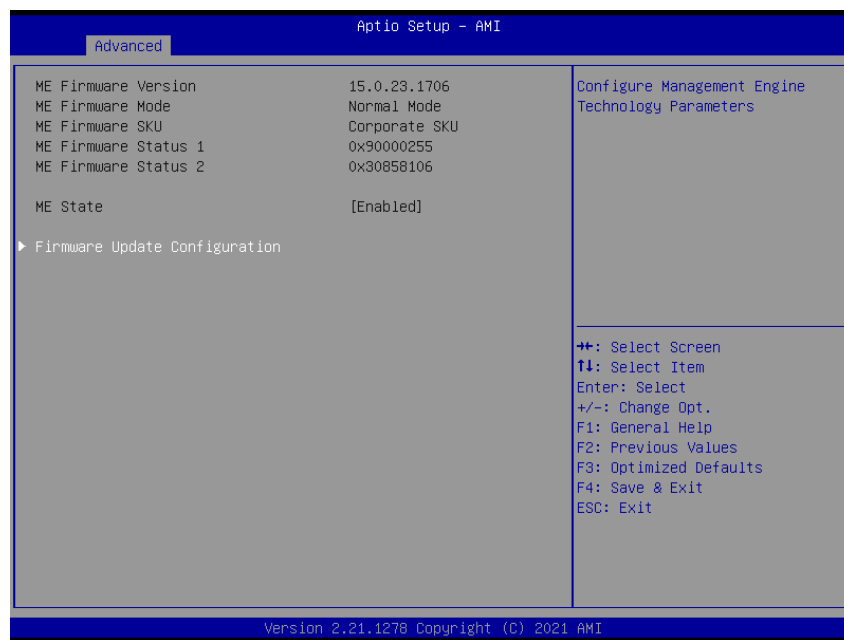 Aptio Setup – AMI
Advanced
ME Firmware Version 15.0.23.1706
ME Firmware Mode Normal Mode
ME Firmware SKU Corporate SKU
ME Firmware Status 1 0x90000255
ME Firmware Status 2 0x30858106
ME State [Enabled]
▶ Firmware Update Configuration
Configure Management Engine
Technology Parameters
→←: Select Screen
↑↓: Select Item
Enter: Select
+/-: Change Opt.
F1: General Help
F2: Previous Values
F3: Optimized Defaults
F4: Save & Exit
ESC: Exit
Version 2.21.1278 Copyright (C) 2021 AMI